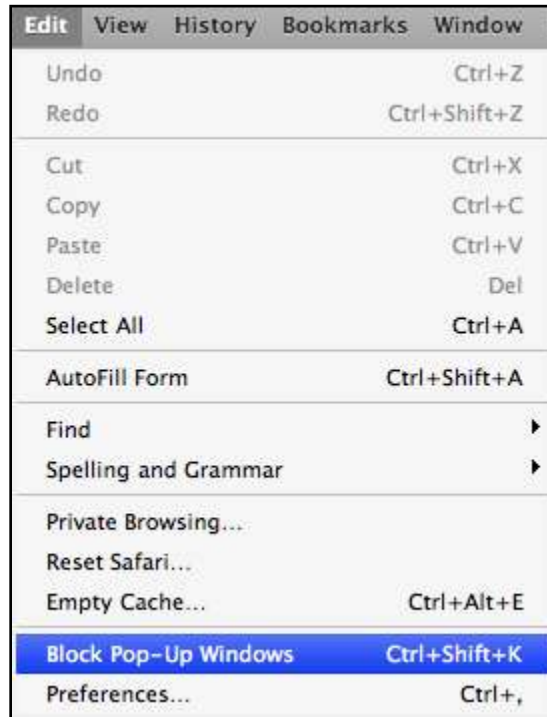 Edit View History Bookmarks Window
Undo Ctrl+Z
Redo Ctrl+Shift+Z
Cut Ctrl+X
Copy Ctrl+C
Paste Ctrl+V
Delete Del
Select All Ctrl+A
AutoFill Form Ctrl+Shift+A
Find
Spelling and Grammar
Private Browsing...
Reset Safari...
Empty Cache... Ctrl+Alt+E
Block Pop-Up Windows Ctrl+Shift+K
Preferences... Ctrl+,